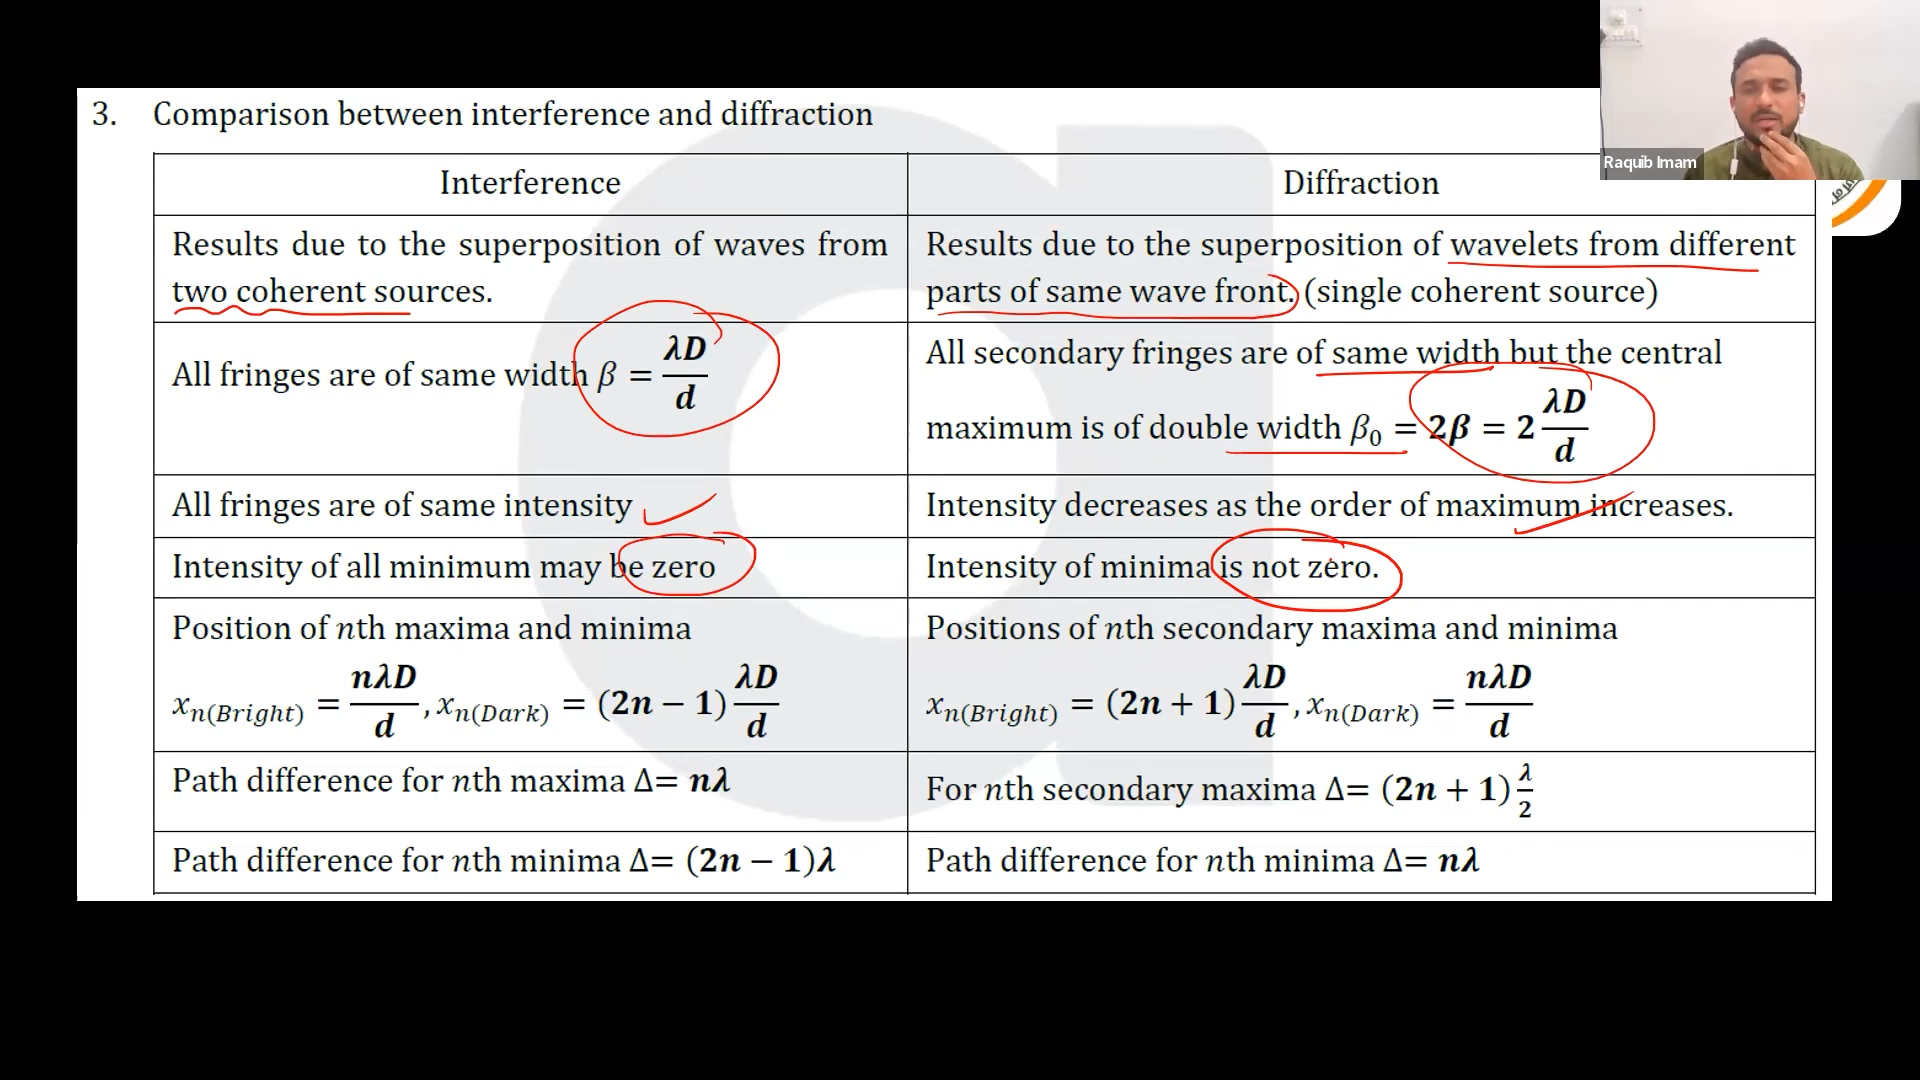 Raquib Imam
3. Comparison between interference and diffraction
Interference
Diffraction
Results due to the superposition of waves from
two coherent sources.
Results due to the superposition of wavelets from different
parts of same wave front. (single coherent source)
All fringes are of same width β = λD/d
All secondary fringes are of same width but the central
maximum is of double width β₀ = 2β = 2 λD/d
All fringes are of same intensity
Intensity decreases as the order of maximum increases.
Intensity of all minimum may be zero
Intensity of minima is not zero.
Position of nth maxima and minima
xₙ(Bright) = nλD/d, xₙ(Dark) = (2n − 1) λD/d
Positions of nth secondary maxima and minima
xₙ(Bright) = (2n + 1) λD/d, xₙ(Dark) = nλD/d
Path difference for nth maxima Δ= nλ
For nth secondary maxima Δ= (2n + 1) λ/2
Path difference for nth minima Δ= (2n − 1)λ
Path difference for nth minima Δ= nλ